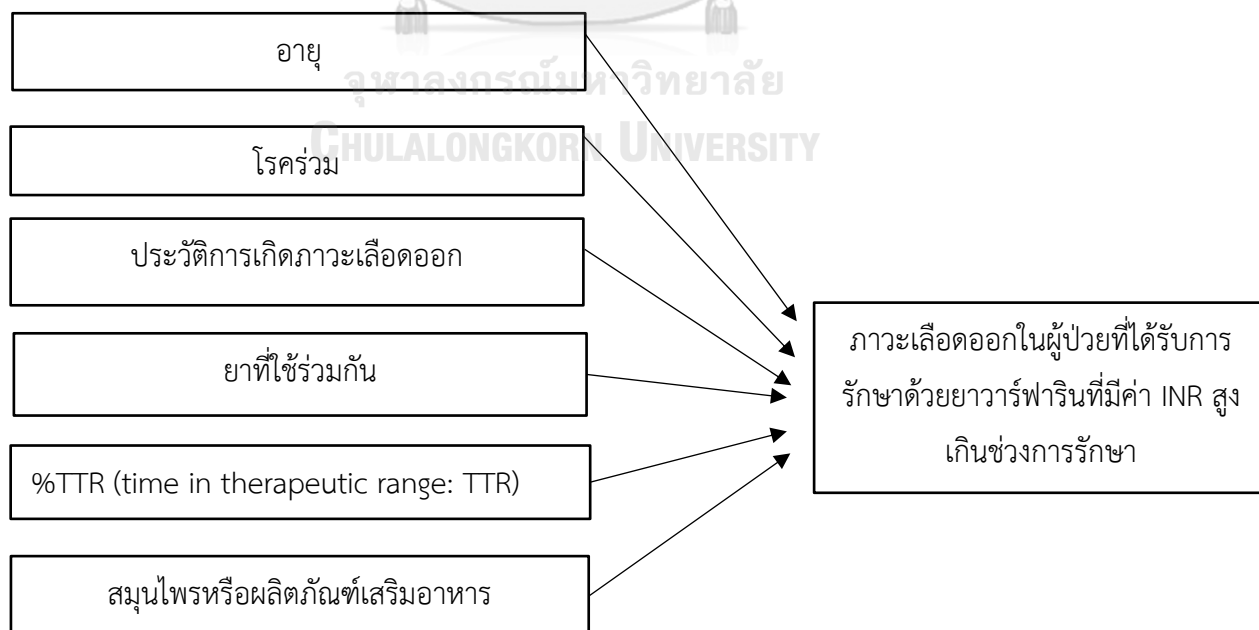 อายุ
จุฬาลงกรณ์มหาวิทยาลัย
CHULALONGKORN UNIVERSITY
โรคร่วม
ประวัติการเกิดภาวะเลือดออก
ยาที่ใช้ร่วมกัน
%TTR (time in therapeutic range: TTR)
สมุนไพรหรือผลิตภัณฑ์เสริมอาหาร
ภาวะเลือดออกในผู้ป่วยที่ได้รับการ
รักษาด้วยยาวาร์ฟารินที่มีค่า INR สูง
เกินช่วงการรักษา